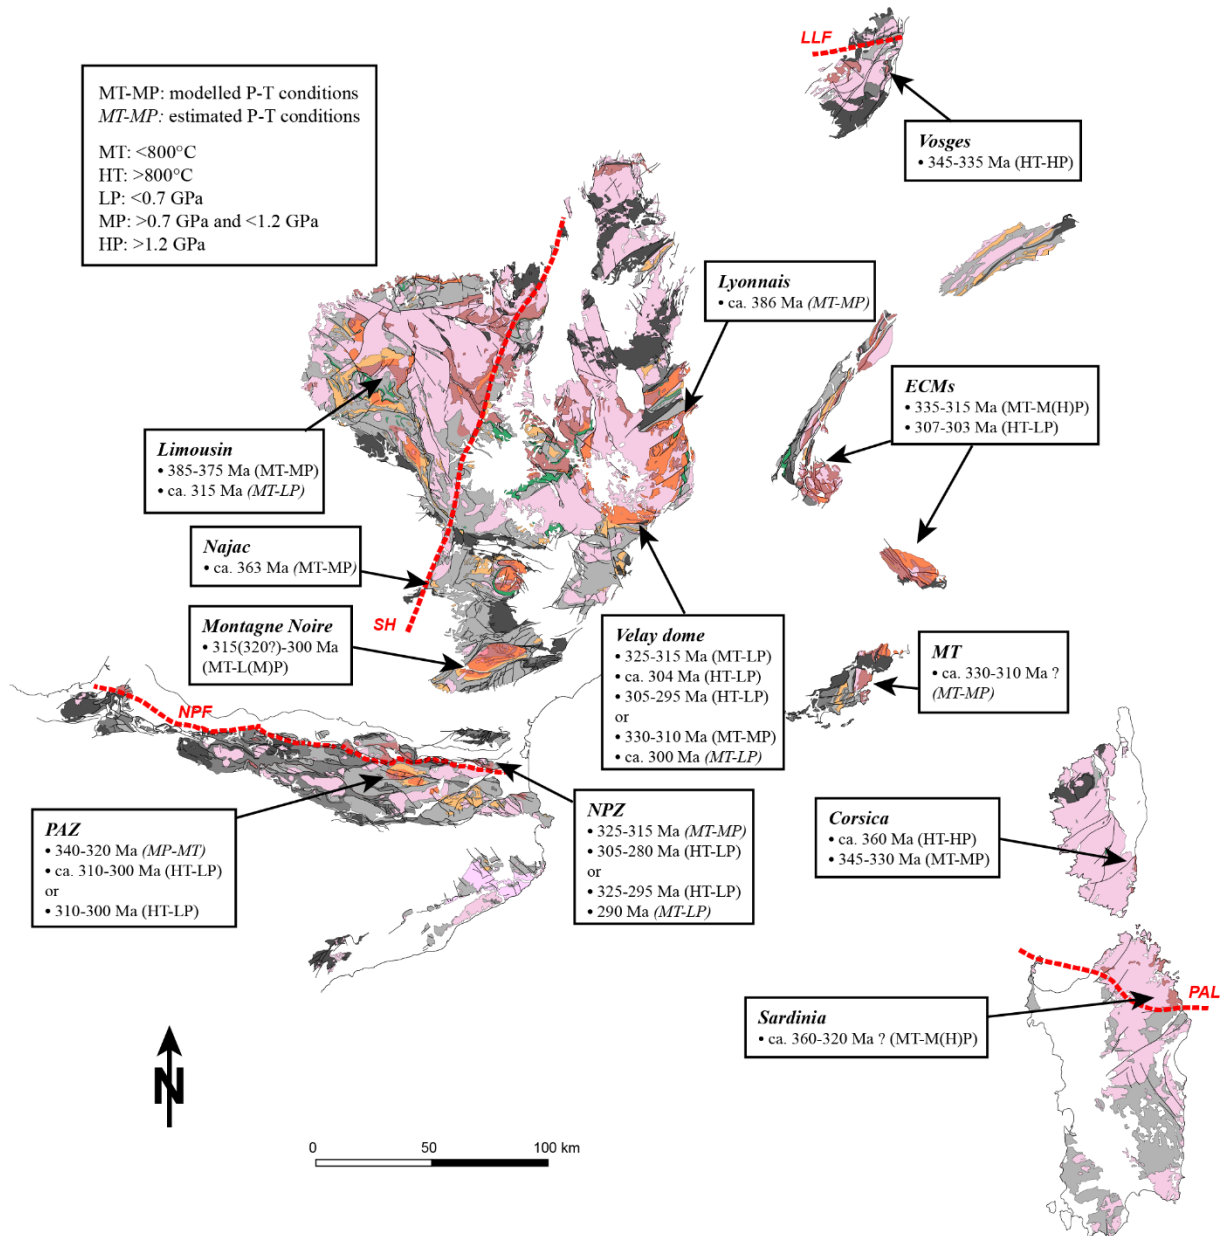 LLF
MT-MP: modelled P-T conditions
MT-MP: estimated P-T conditions
MT: <800°C
HT: >800°C
LP: <0.7 GPa
MP: >0.7 GPa and <1.2 GPa
HP: >1.2 GPa
Vosges
• 345-335 Ma (HT-HP)
Lyonnais
• ca. 386 Ma (MT-MP)
ECMs
• 335-315 Ma (MT-M(H)P)
• 307-303 Ma (HT-LP)
Limousin
• 385-375 Ma (MT-MP)
• ca. 315 Ma (MT-LP)
Najac
• ca. 363 Ma (MT-MP)
SH
Montagne Noire
• 315(320?)-300 Ma
(MT-L(M)P)
Velay dome
• 325-315 Ma (MT-LP)
• ca. 304 Ma (HT-LP)
• 305-295 Ma (HT-LP)
or
• 330-310 Ma (MT-MP)
• ca. 300 Ma (MT-LP)
MT
• ca. 330-310 Ma ?
(MT-MP)
NPF
PAZ
• 340-320 Ma (MP-MT)
• ca. 310-300 Ma (HT-LP)
or
• 310-300 Ma (HT-LP)
NPZ
• 325-315 Ma (MT-MP)
• 305-280 Ma (HT-LP)
or
• 325-295 Ma (HT-LP)
• 290 Ma (MT-LP)
Corsica
• ca. 360 Ma (HT-HP)
• 345-330 Ma (MT-MP)
PAL
Sardinia
• ca. 360-320 Ma ? (MT-M(H)P)
N
0 50 100 km